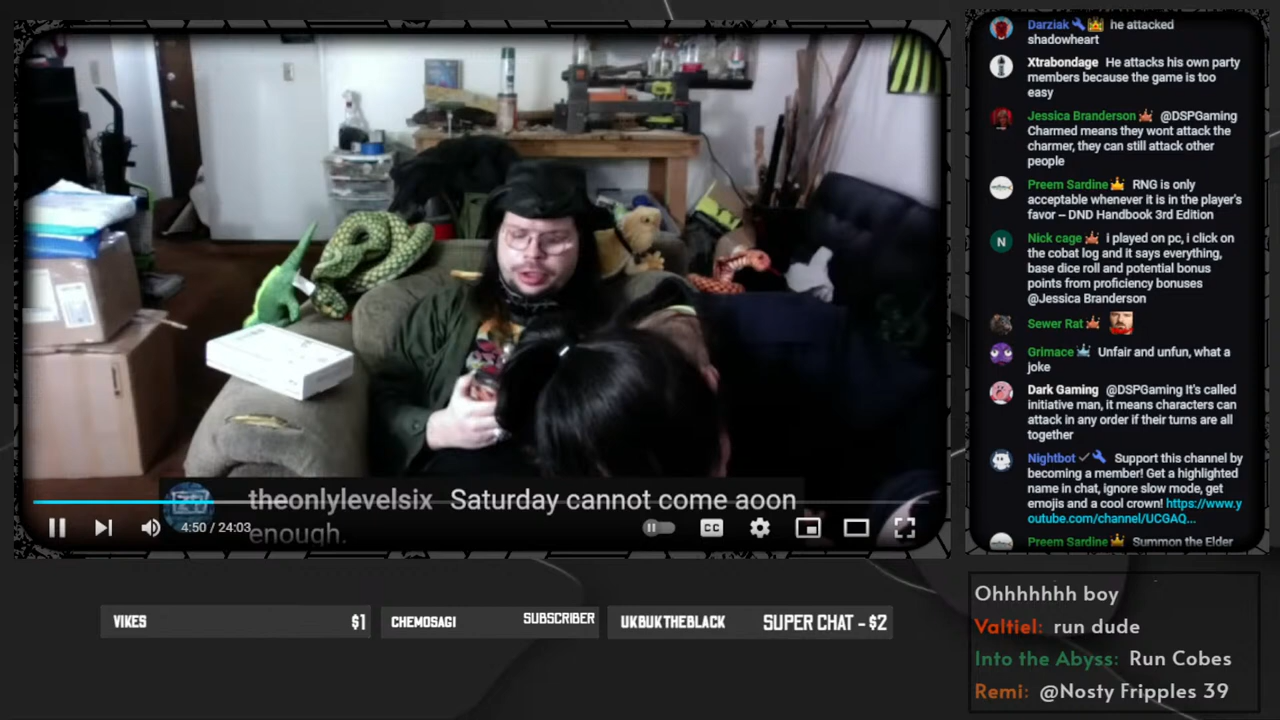 Darziak he attacked
shadowheart
Xtrabondage He attacks his own party
members because the game is too
easy
Jessica Branderson @DSPGaming
Charmed means they wont attack the
charmer, they can still attack other
people
Preem Sardine RNG is only
acceptable whenever it is in the player's
favor – DND Handbook 3rd Edition
N
Nick cage i played on pc, i click on
the cobat log and it says everything,
base dice roll and potential bonus
points from proficiency bonuses
@Jessica Branderson
Sewer Rat
Grimace Unfair and unfun, what a
joke
Dark Gaming @DSPGaming It's called
initiative man, it means characters can
attack in any order if their turns are all
together
Nightbot Support this channel by
becoming a member! Get a highlighted
name in chat, ignore slow mode, get
emojis and a cool crown! https://www.y
outube.com/channel/UCGAQ...
Preem Sardine Summon the Elder
theonlylevelsix Saturday cannot come aoon
enough.
4:50 / 24:03
CC
VIKES $1
CHEMOSAGI SUBSCRIBER
UKBUKTHEBLACK SUPER CHAT - $2
Ohhhhhhh boy
Valtiel: run dude
Into the Abyss: Run Cobes
Remi: @Nosty Fripples 39